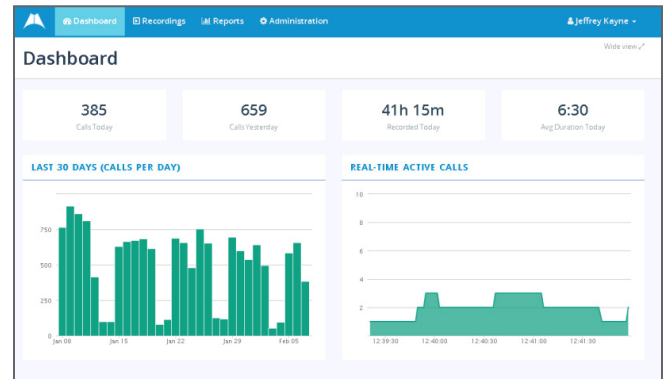 Dashboard Recordings Reports Administration Jeffrey Kayne
Dashboard
Wide view
385
Calls Today
659
Calls Yesterday
41h 15m
Recorded Today
6:30
Avg Duration Today
LAST 30 DAYS (CALLS PER DAY)
750
500
250
0
Jan 08 Jan 15 Jan 22 Jan 29 Feb 05
REAL-TIME ACTIVE CALLS
10
8
6
4
2
12:39:30 12:40:00 12:40:30 12:41:00 12:41:30